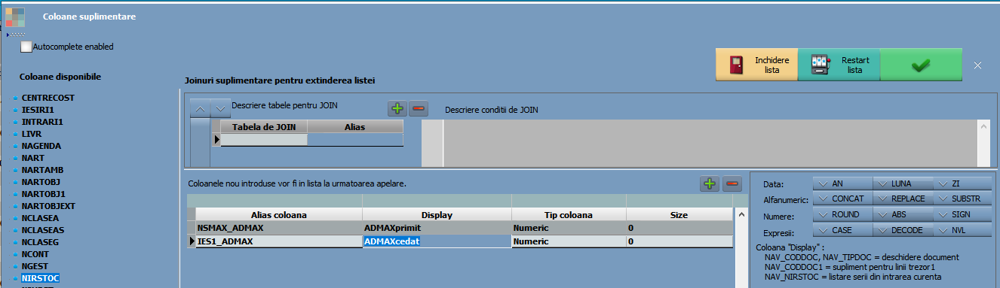 Coloane suplimentare
Autocomplete enabled
Inchidere lista
Restart lista
Coloane disponibile
CENTRECOST
IESIRI1
INTRARI1
LIVR
NAGENDA
NART
NARTAMB
NARTOBJ
NARTOBJ1
NARTOBJEXT
NCLASEA
NCLASEAS
NCLASEG
NCONT
NGEST
NIRSTOC
Joinuri suplimentare pentru extinderea listei
Descriere tabele pentru JOIN
Descriere conditii de JOIN
Tabela de JOIN Alias
Coloanele nou introduse vor fi in lista la urmatoarea apelare.
Alias coloana Display Tip coloana Size
NSMAX_ADMAX ADMAXprimit Numeric 0
IES1_ADMAX ADMAXcedat Numeric 0
Data: AN LUNA ZI
Alfanumeric: CONCAT REPLACE SUBSTR
Numere: ROUND ABS SIGN
Expresii: CASE DECODE NVL
Coloana "Display" :
NAV_CODDOC, NAV_TIPDOC = deschidere document
NAV_CODDOC1 = supliment pentru linii trezor1
NAV_NIRSTOC = listare serii din intrarea curenta